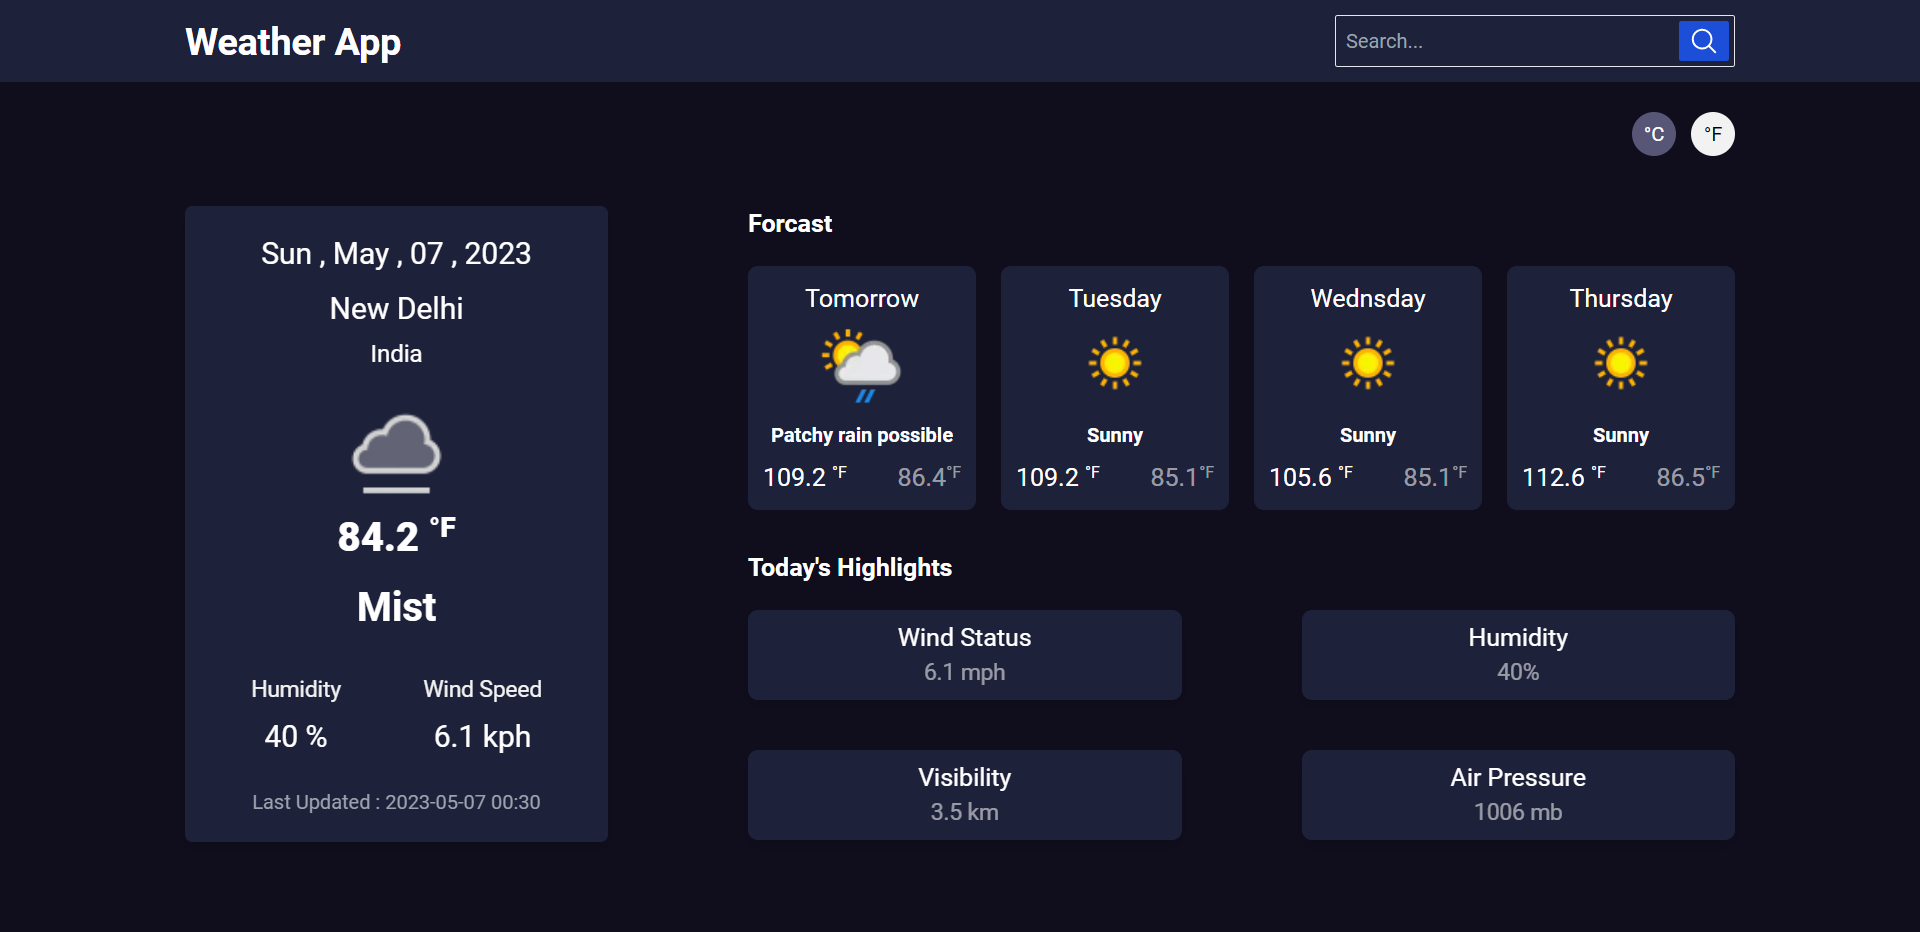 Weather App
Search...
°C
°F
Sun , May , 07 , 2023
New Delhi
India
84.2 °F
Mist
Humidity
40 %
Wind Speed
6.1 kph
Last Updated : 2023-05-07 00:30
Forcast
Tomorrow
Patchy rain possible
109.2 °F 86.4°F
Tuesday
Sunny
109.2 °F 85.1°F
Wednsday
Sunny
105.6 °F 85.1°F
Thursday
Sunny
112.6 °F 86.5°F
Today's Highlights
Wind Status
6.1 mph
Humidity
40%
Visibility
3.5 km
Air Pressure
1006 mb